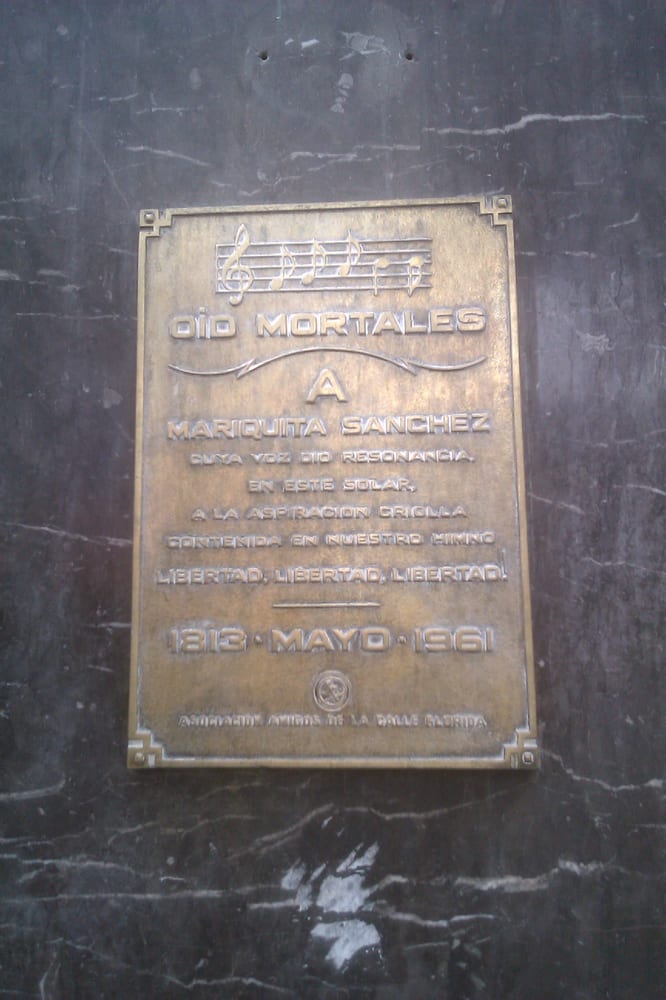 OÍD MORTALES
A
MARIQUITA SANCHEZ
CUYA VOZ DIO RESONANCIA,
EN ESTE SOLAR,
A LA ASPIRACION CRIOLLA
CONTENIDA EN NUESTRO HIMNO
LIBERTAD, LIBERTAD, LIBERTAD!
1813 · MAYO · 1961
ASOCIACION AMIGOS DE LA CALLE FLORIDA